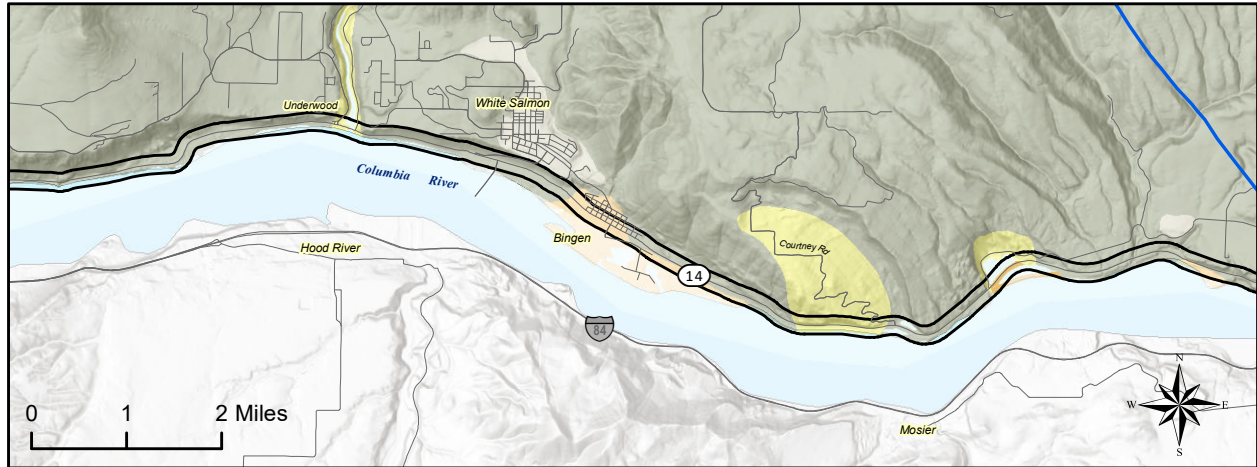 Underwood
White Salmon
Columbia River
Hood River
Bingen
Courtney Rd
14
84
0 1 2 Miles
Mosier
N
W E
S